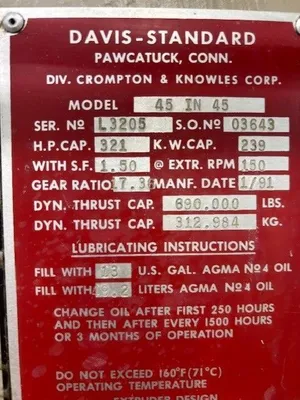 DAVIS-STANDARD
PAWCATUCK, CONN.
DIV. CROMPTON & KNOWLES CORP.
MODEL 45 IN 45
SER. Nº L3205 S.O.Nº 03643
H.P. CAP. 321 K.W. CAP. 239
WITH S.F. 1.50 @ EXTR. RPM 150
GEAR RATIO MANF. DATE 1/91
DYN. THRUST CAP. 690.000 LBS.
DYN. THRUST CAP. 312.984 KG.
LUBRICATING INSTRUCTIONS
FILL WITH 13 U.S. GAL. AGMA Nº4 OIL
FILL WITH LITERS AGMA Nº4 OIL
CHANGE OIL AFTER FIRST 250 HOURS
AND THEN AFTER EVERY 1500 HOURS
OR 3 MONTHS OF OPERATION
DO NOT EXCEED 160°F (71°C)
OPERATING TEMPERATURE
EXTRUDER DESIGN